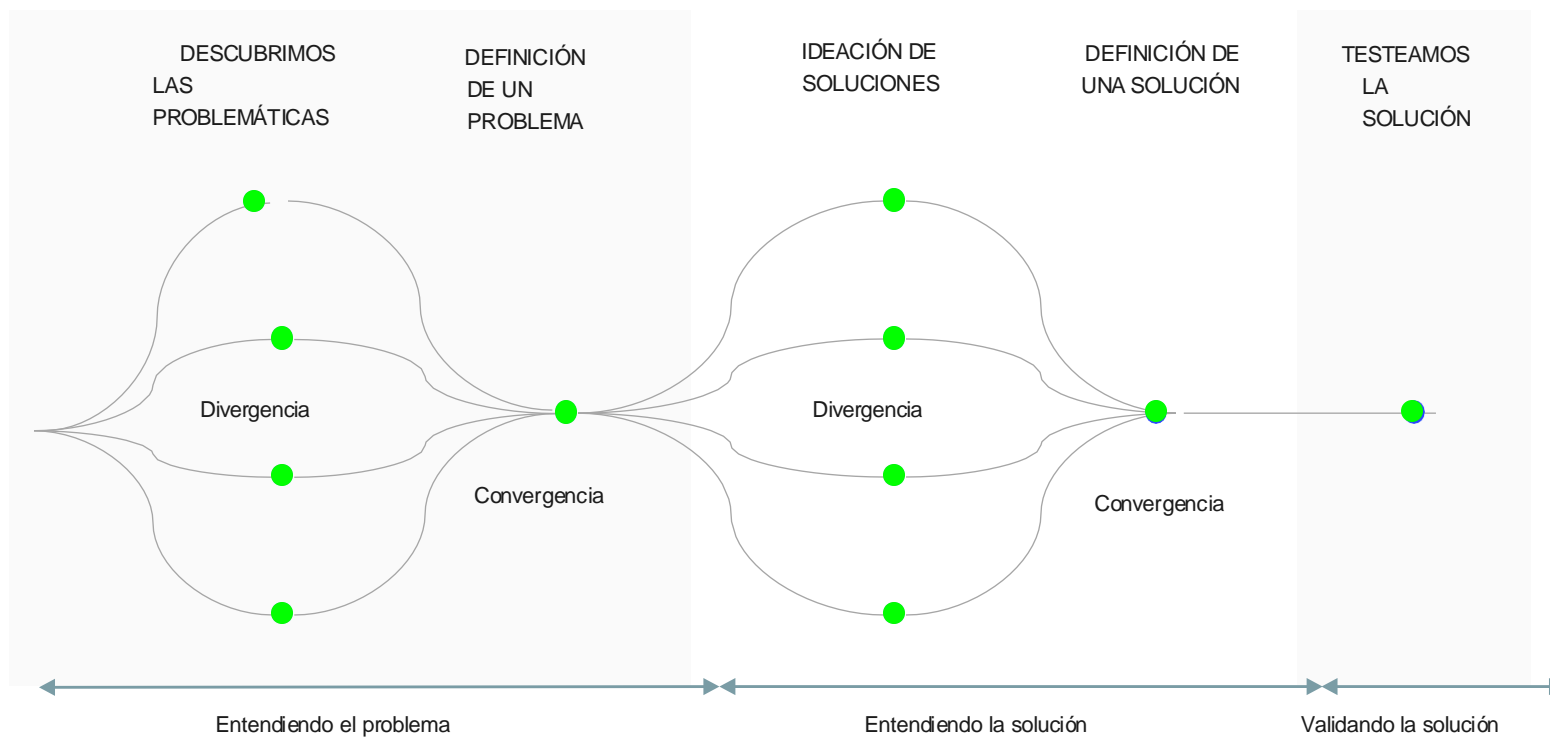 DESCUBRIMOS
LAS
PROBLEMÁTICAS
DEFINICIÓN
DE UN
PROBLEMA
IDEACIÓN DE
SOLUCIONES
DEFINICIÓN DE
UNA SOLUCIÓN
TESTEAMOS
LA
SOLUCIÓN
Divergencia
Convergencia
Divergencia
Convergencia
Entendiendo el problema
Entendiendo la solución
Validando la solución